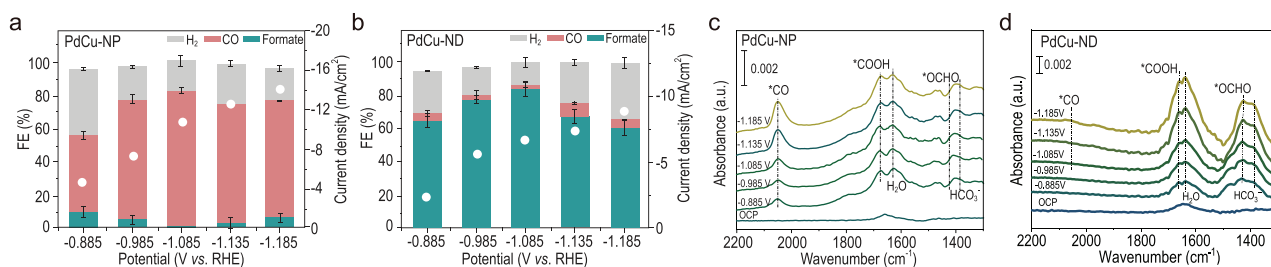 a
PdCu-NP
H₂ CO Formate
FE (%)
100
80
60
40
20
0
-20
-16
-12
-8
-4
0
Current density (mA/cm²)
-0.885 -0.985 -1.085 -1.135 -1.185
Potential (V vs. RHE)
b
PdCu-ND
H₂ CO Formate
FE (%)
100
80
60
40
20
0
-15
-10
-5
0
Current density (mA/cm²)
-0.885 -0.985 -1.085 -1.135 -1.185
Potential (V vs. RHE)
c
PdCu-NP
0.002
*COOH
*OCHO
*CO
-1.185 V
-1.135 V
-1.085 V
-0.985 V
-0.885 V
OCP
H₂O
HCO₃⁻
Absorbance (a.u.)
2200 2000 1800 1600 1400
Wavenumber (cm⁻¹)
d
PdCu-ND
0.002
*COOH
*OCHO
*CO
-1.185V
-1.135V
-1.085V
-0.985V
-0.885V
OCP
H₂O
HCO₃⁻
Absorbance (a.u.)
2200 2000 1800 1600 1400
Wavenumber (cm⁻¹)